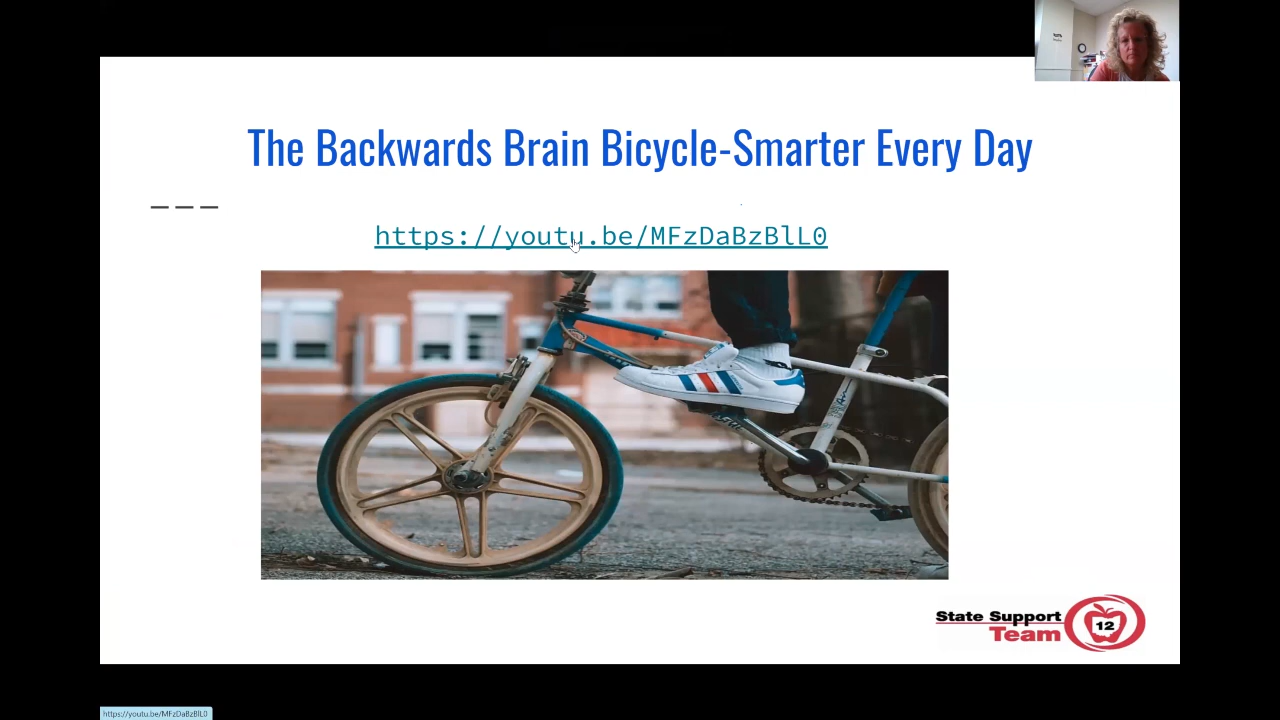 The Backwards Brain Bicycle-Smarter Every Day
https://youtu.be/MFzDaBzBlL0
State Support
Team
12
https://youtu.be/MFzDaBzBlL0